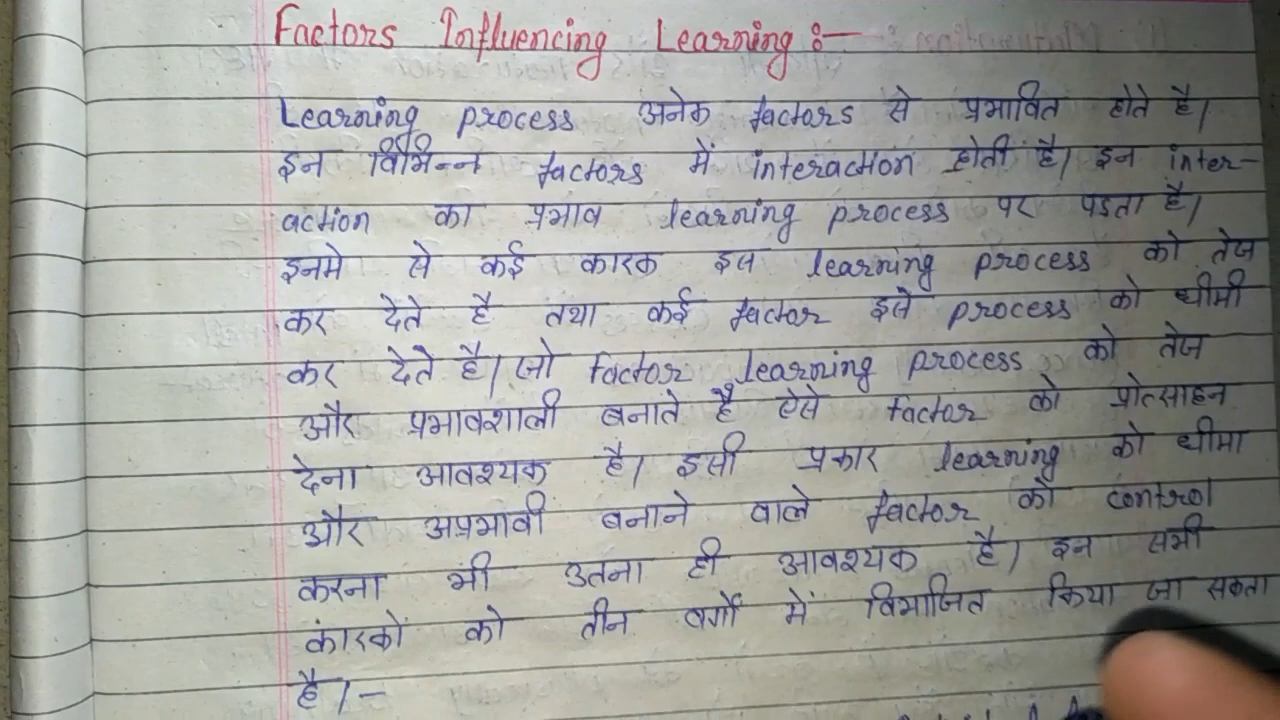 Factors Influencing Learning :-
Learning process अनेक factors से प्रभावित होते है।
इन विभिन्न factors में interaction होती है। इन inter-
action का प्रभाव learning process पर पडता है।
इनमे से कई कारक इस learning process को तेज
कर देते है तथा कई factor इसे process को धीमी
कर देते है। जो factor learning process को तेज
और प्रभावशाली बनाते है ऐसे factor को प्रोत्साहन
देना आवश्यक है। इसी प्रकार learning को धीमा
और अप्रभावी बनाने वाले factor को control
करना भी उतना ही आवश्यक है। इन सभी
कारकों को तीन वर्गों में विभाजित किया जा सकता
है।-